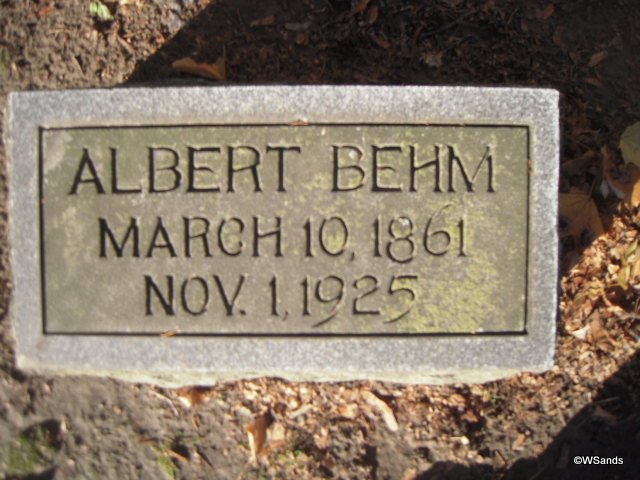 ALBERT BEHM
MARCH 10, 1861
NOV. 1, 1925
©WSands